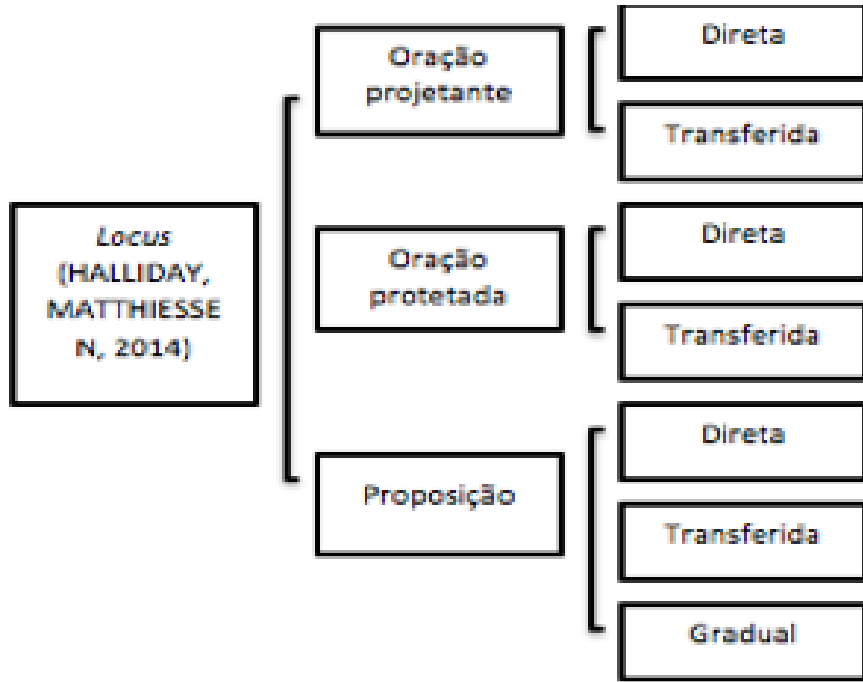 Locus
(HALLIDAY,
MATTHIESSE
N, 2014)
Oração
projetante
Direta
Transferida
Oração
protetada
Direta
Transferida
Proposição
Direta
Transferida
Gradual